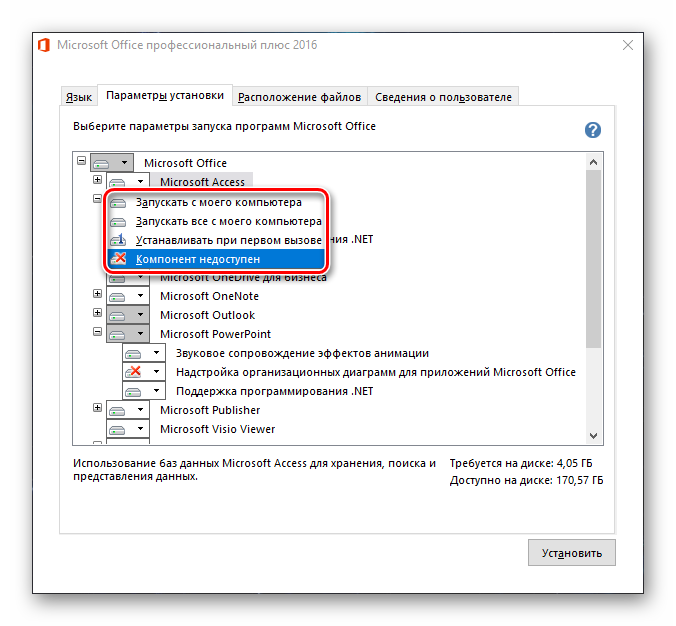 Microsoft Office профессиональный плюс 2016
Язык Параметры установки Расположение файлов Сведения о пользователе
Выберите параметры запуска программ Microsoft Office
?
Microsoft Office
Microsoft Access
Запускать с моего компьютера
Запускать все с моего компьютера
Устанавливать при первом вызове ния .NET
Компонент недоступен
Microsoft OneDrive для бизнеса
Microsoft OneNote
Microsoft Outlook
Microsoft PowerPoint
Звуковое сопровождение эффектов анимации
Надстройка организационных диаграмм для приложений Microsoft Office
Поддержка программирования .NET
Microsoft Publisher
Microsoft Visio Viewer
Использование баз данных Microsoft Access для хранения, поиска и
представления данных.
Требуется на диске: 4,05 ГБ
Доступно на диске: 170,57 ГБ
Установить